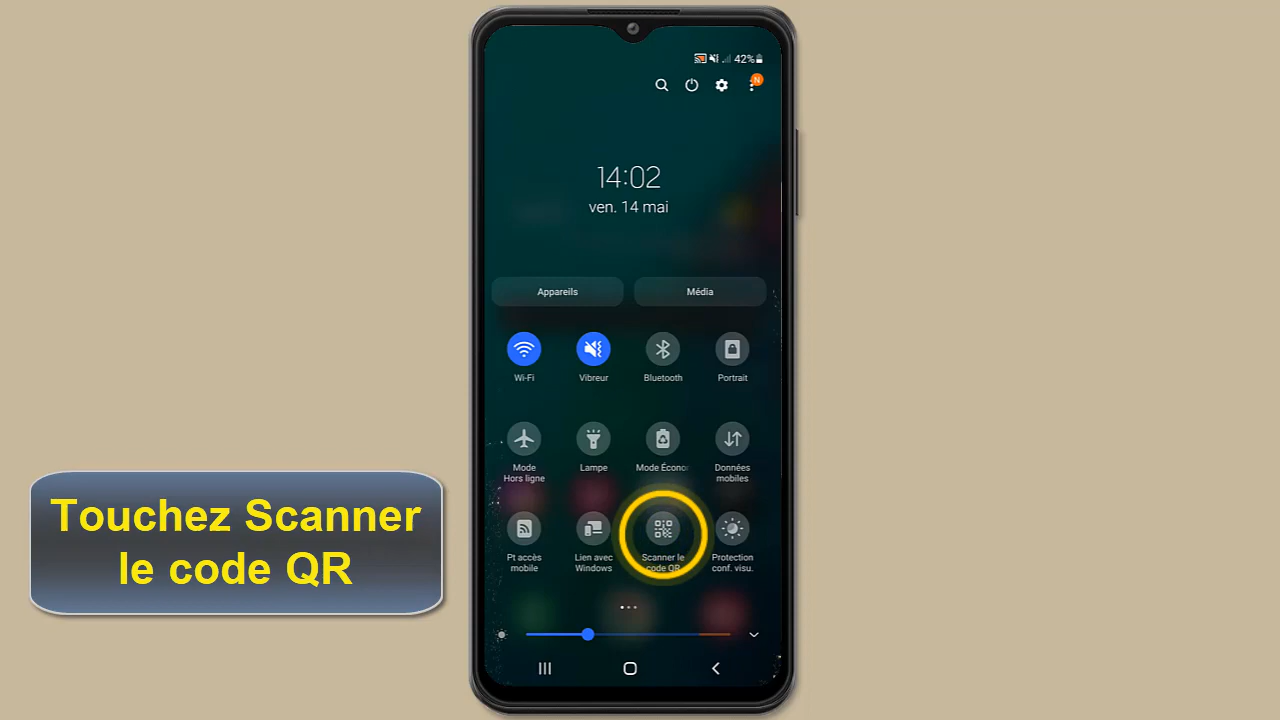 42%
N
14:02
ven. 14 mai
Appareils
Média
Wi-Fi
Vibreur
Bluetooth
Portrait
Mode
Hors ligne
Lampe
Mode Écono
Données
mobiles
Pt accès
mobile
Lien avec
Windows
Scanner le
code QR
Protection
conf. visu.
Touchez Scanner
le code QR